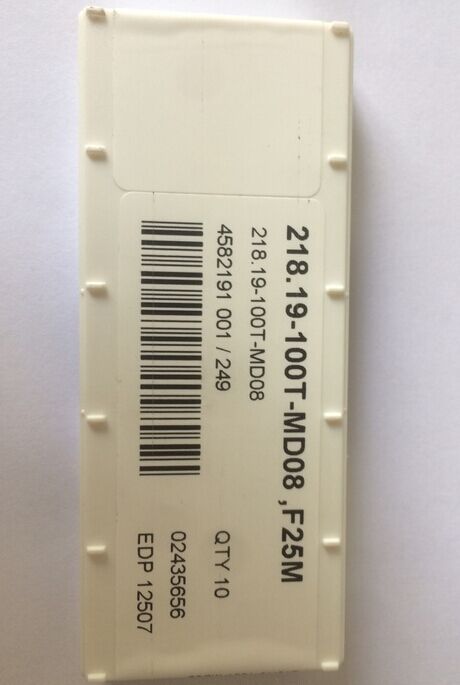 218.19-100T-MD08 ,F25M
218.19-100T-MD08
4582191 001 / 249 QTY 10
02435656
EDP 12507